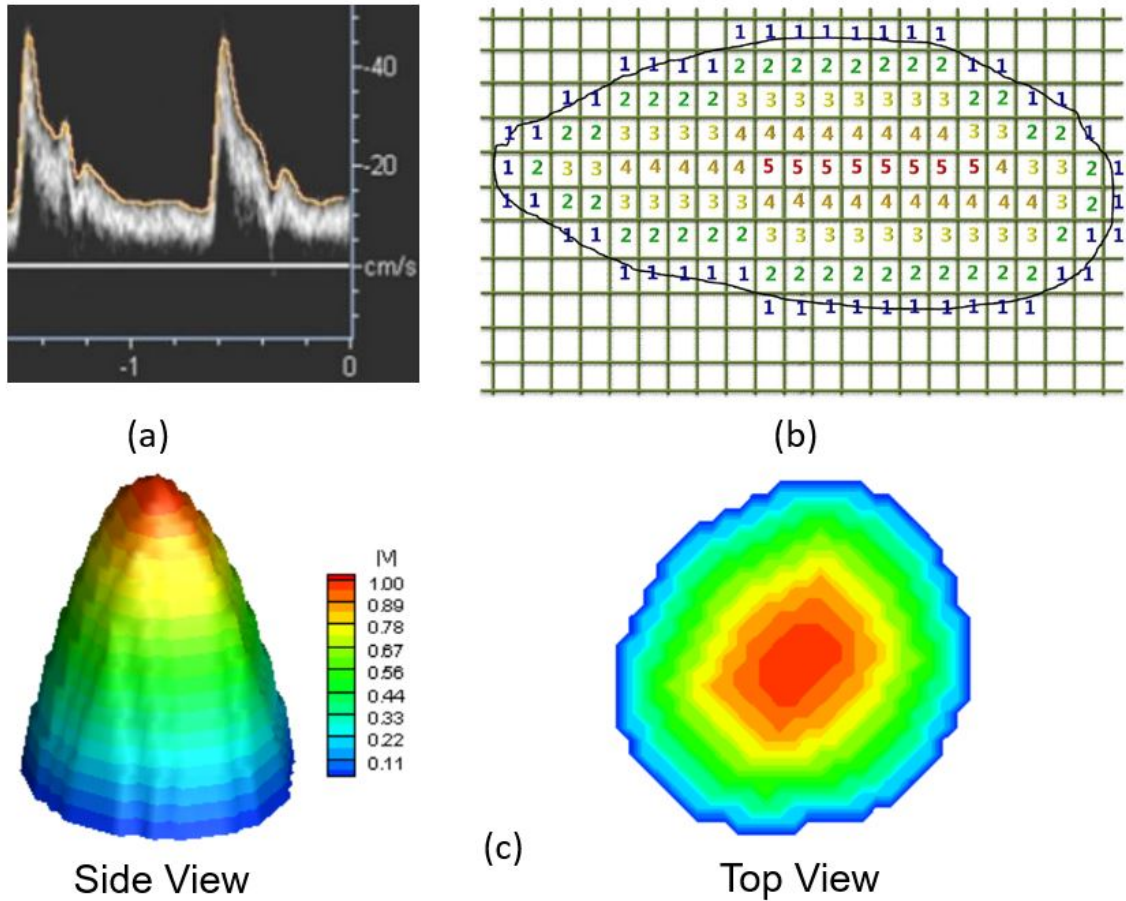 -40
-20
cm/s
-1 0
1 1 1 1 1 1 1 1
1 1 1 1 2 2 2 2 2 2 2 2 1 1
1 1 2 2 2 2 3 3 3 3 3 3 3 3 2 2 1 1
1 1 2 2 3 3 3 3 4 4 4 4 4 4 4 4 3 3 2 2 1
1 2 3 3 4 4 4 4 4 5 5 5 5 5 5 5 5 4 3 3 2 1
1 1 2 2 3 3 3 3 3 4 4 4 4 4 4 4 4 4 4 3 2 1
1 1 2 2 2 2 2 3 3 3 3 3 3 3 3 3 3 2 1 1
1 1 1 1 1 2 2 2 2 2 2 2 2 2 2 1 1
1 1 1 1 1 1 1 1 1 1
(a)
(b)
|V|
1.00
0.89
0.78
0.67
0.56
0.44
0.33
0.22
0.11
Side View
(c)
Top View